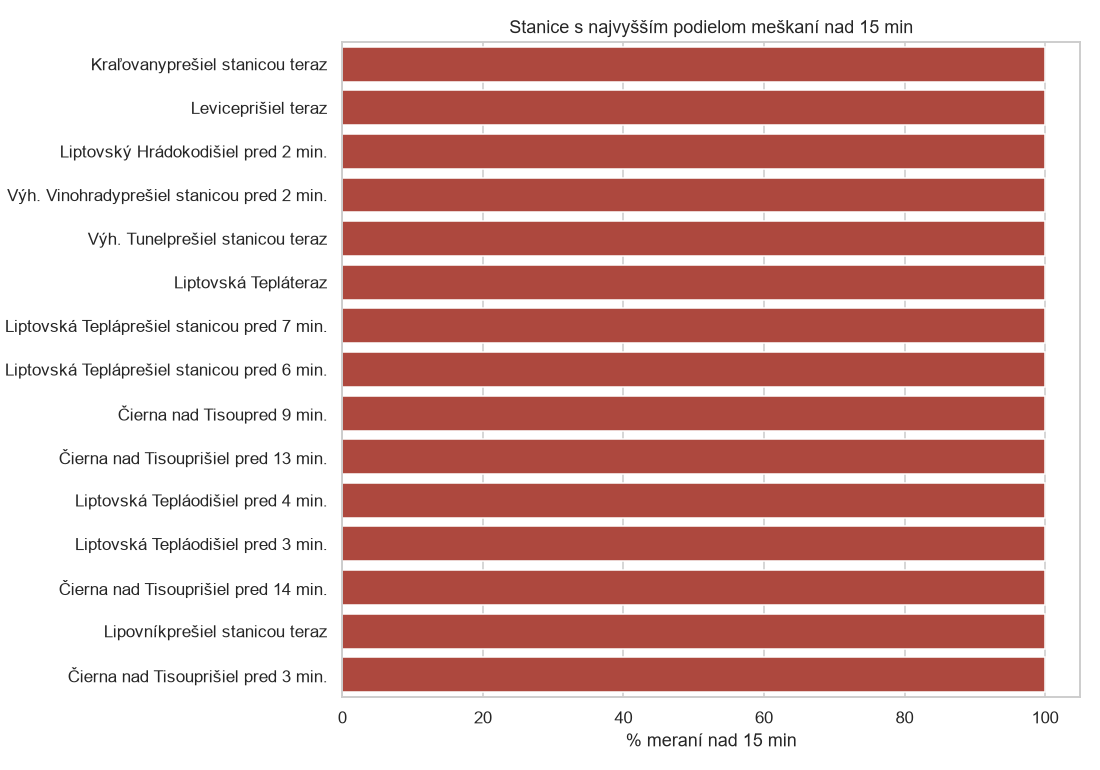 Stanice s najvyšším podielom meškaní nad 15 min
Kraľovanyprešiel stanicou teraz
Leviceprišiel teraz
Liptovský Hrádokodišiel pred 2 min.
Výh. Vinohradyprešiel stanicou pred 2 min.
Výh. Tunelprešiel stanicou teraz
Liptovská Tepláteraz
Liptovská Tepláprešiel stanicou pred 7 min.
Liptovská Tepláprešiel stanicou pred 6 min.
Čierna nad Tisoupred 9 min.
Čierna nad Tisouprišiel pred 13 min.
Liptovská Tepláodišiel pred 4 min.
Liptovská Tepláodišiel pred 3 min.
Čierna nad Tisouprišiel pred 14 min.
Lipovníkprešiel stanicou teraz
Čierna nad Tisouprišiel pred 3 min.
0 20 40 60 80 100
% meraní nad 15 min